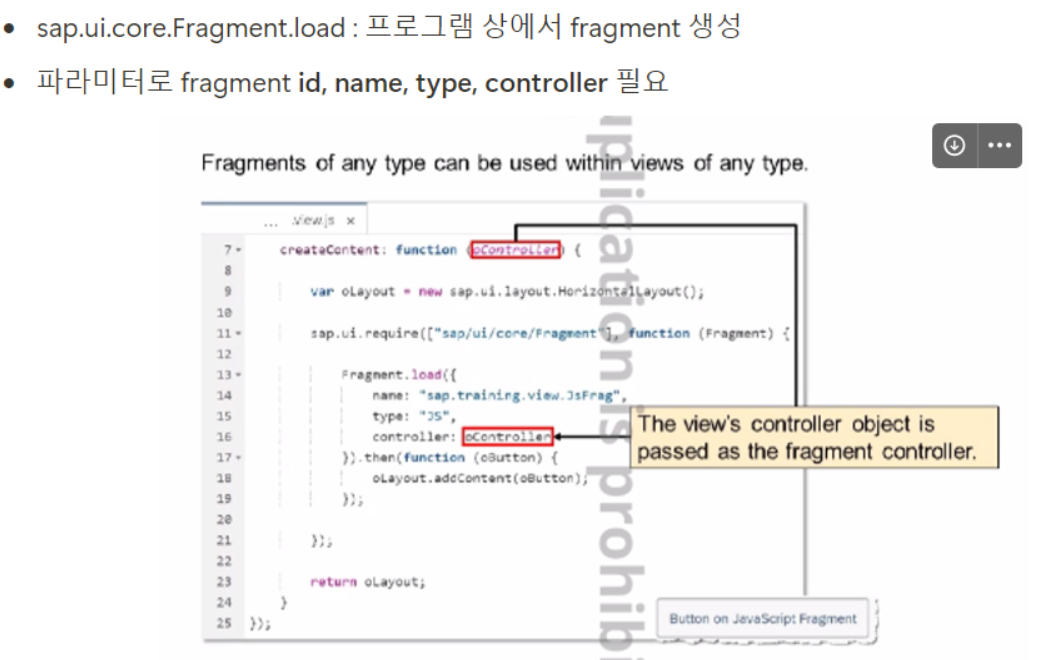 • sap.ui.core.Fragment.load : 프로그램 상에서 fragment 생성
• 파라미터로 fragment id, name, type, controller 필요
Fragments of any type can be used within views of any type.
... .view.js ×
7 createContent: function (oController) {
8
9 var oLayout = new sap.ui.layout.HorizontalLayout();
10
11 sap.ui.require(["sap/ui/core/Fragment"], function (Fragment) {
12
13 Fragment.load({
14 name: "sap.training.view.JsFrag",
15 type: "JS",
16 controller: oController
17 }).then(function (oButton) {
18 oLayout.addContent(oButton);
19 });
20
21 });
22
23 return oLayout;
24 }
25 });
The view's controller object is
passed as the fragment controller.
Button on JavaScript Fragment
uplication is prohib